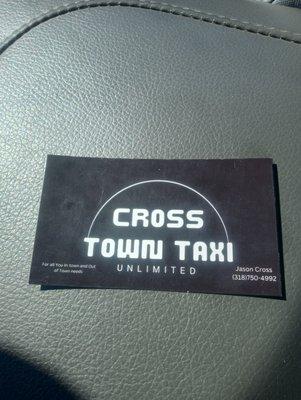 CROSS
TOWN TAXI
UNLIMITED
For all You In town and Out
of Town needs
Jason Cross
(318)750-4992